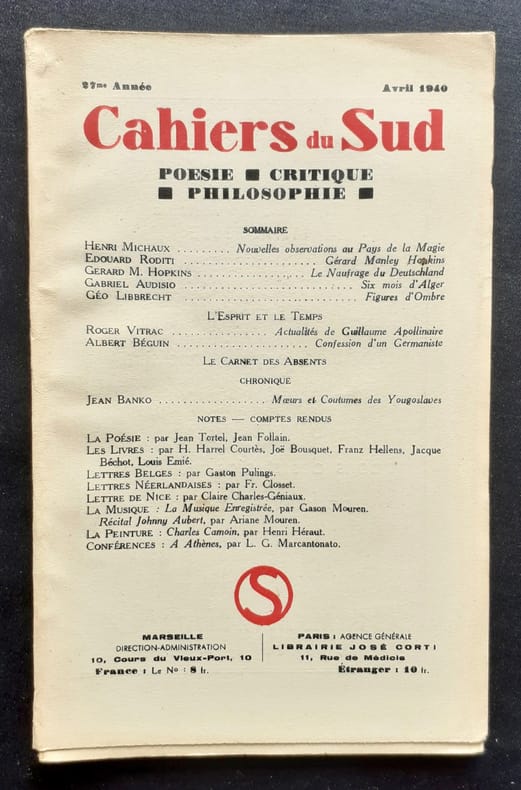 27me Année Avril 1940
Cahiers du Sud
POESIE ■ CRITIQUE
■ PHILOSOPHIE ■
SOMMAIRE
HENRI MICHAUX ......... Nouvelles observations au Pays de la Magie
EDOUARD RODITI ........................ Gérard Manley Hopkins
GERARD M. HOPKINS .................. Le Naufrage du Deutschland
GABRIEL AUDISIO ................................. Six mois d'Alger
GÉO LIBBRECHT .................................. Figures d'Ombre
L'ESPRIT ET LE TEMPS
ROGER VITRAC ................ Actualités de Guillaume Apollinaire
ALBERT BÉGUIN ...................... Confession d'un Germaniste
LE CARNET DES ABSENTS
CHRONIQUE
JEAN BANKO .................. Mœurs et Coutumes des Yougoslaves
NOTES — COMPTES RENDUS
LA POÉSIE : par Jean Tortel, Jean Follain.
LES LIVRES : par H. Harrel Courtès, Joë Bousquet, Franz Hellens, Jacque
Béchot, Louis Emié.
LETTRES BELGES : par Gaston Pulings.
LETTRES NÉERLANDAISES : par Fr. Closset.
LETTRE DE NICE : par Claire Charles-Géniaux.
LA MUSIQUE : La Musique Enregistrée, par Gason Mouren.
Récital Johnny Aubert, par Ariane Mouren.
LA PEINTURE : Charles Camoin, par Henri Héraut.
CONFÉRENCES : A Athènes, par L. G. Marcantonato.
S
MARSEILLE
DIRECTION-ADMINISTRATION
10, Cours du Vieux-Port, 10
France : Le No : 8 fr.
PARIS : AGENCE GÉNÉRALE
LIBRAIRIE JOSÉ CORTI
11, Rue de Médicis
Étranger : 10 fr.